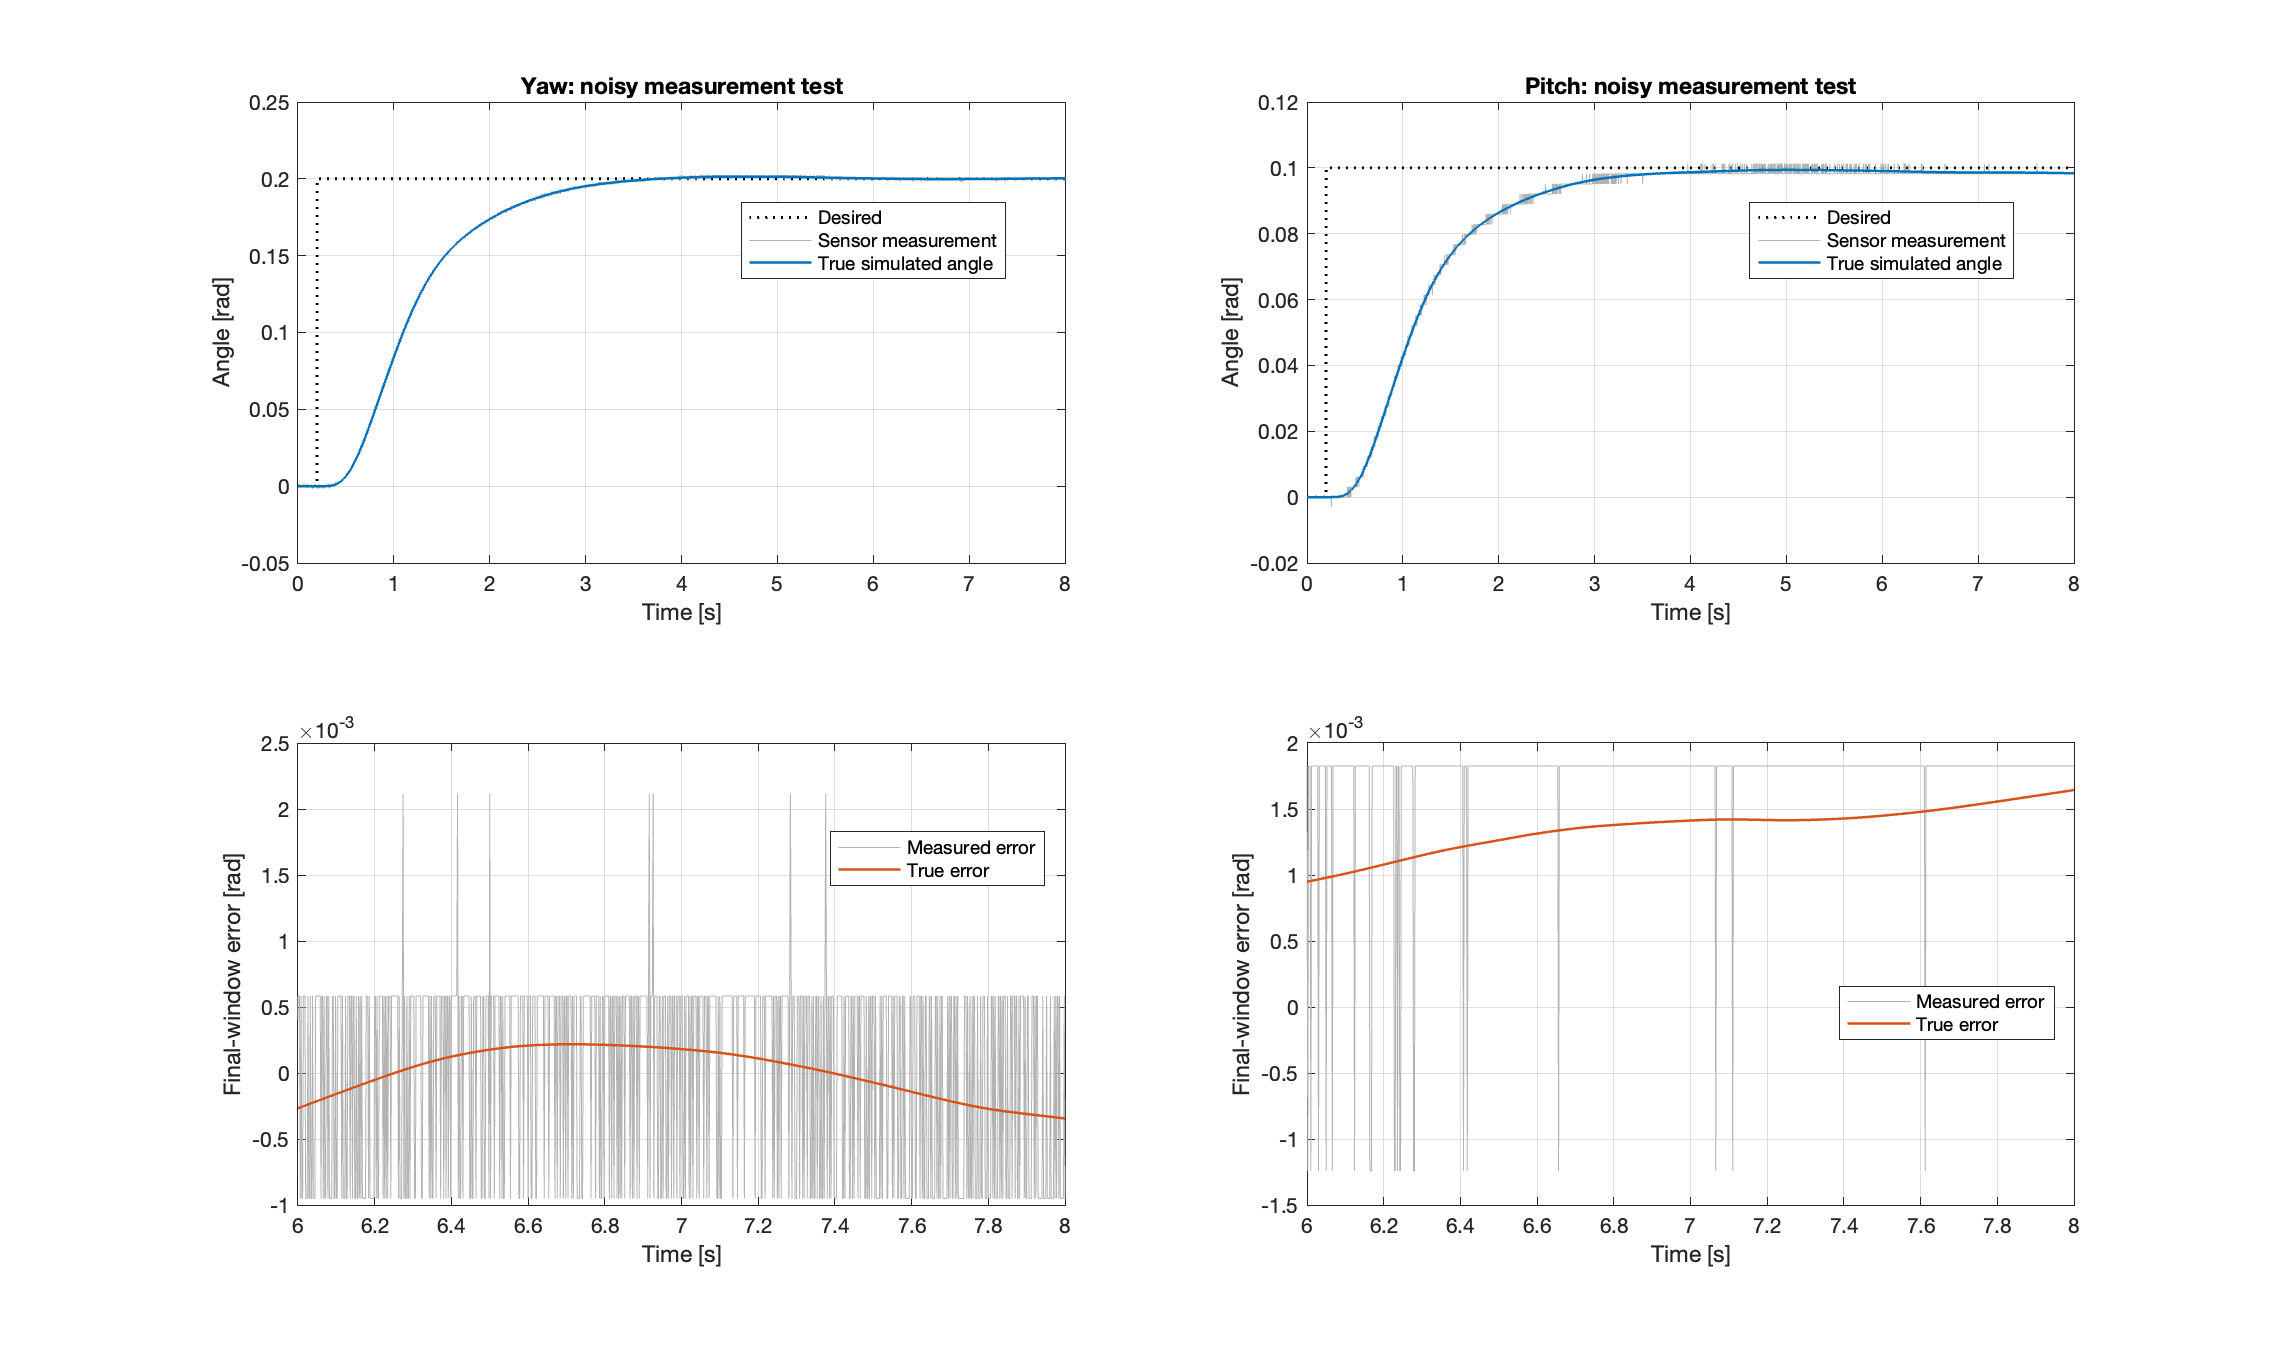 Yaw: noisy measurement test
0.25
0.2
0.15
0.1
0.05
0
-0.05
Angle [rad]
Desired
Sensor measurement
True simulated angle
0 1 2 3 4 5 6 7 8
Time [s]
Pitch: noisy measurement test
0.12
0.1
0.08
0.06
0.04
0.02
0
-0.02
Angle [rad]
Desired
Sensor measurement
True simulated angle
0 1 2 3 4 5 6 7 8
Time [s]
×10-3
2.5
2
1.5
1
0.5
0
-0.5
-1
Final-window error [rad]
Measured error
True error
6 6.2 6.4 6.6 6.8 7 7.2 7.4 7.6 7.8 8
Time [s]
×10-3
2
1.5
1
0.5
0
-0.5
-1
-1.5
Final-window error [rad]
Measured error
True error
6 6.2 6.4 6.6 6.8 7 7.2 7.4 7.6 7.8 8
Time [s]